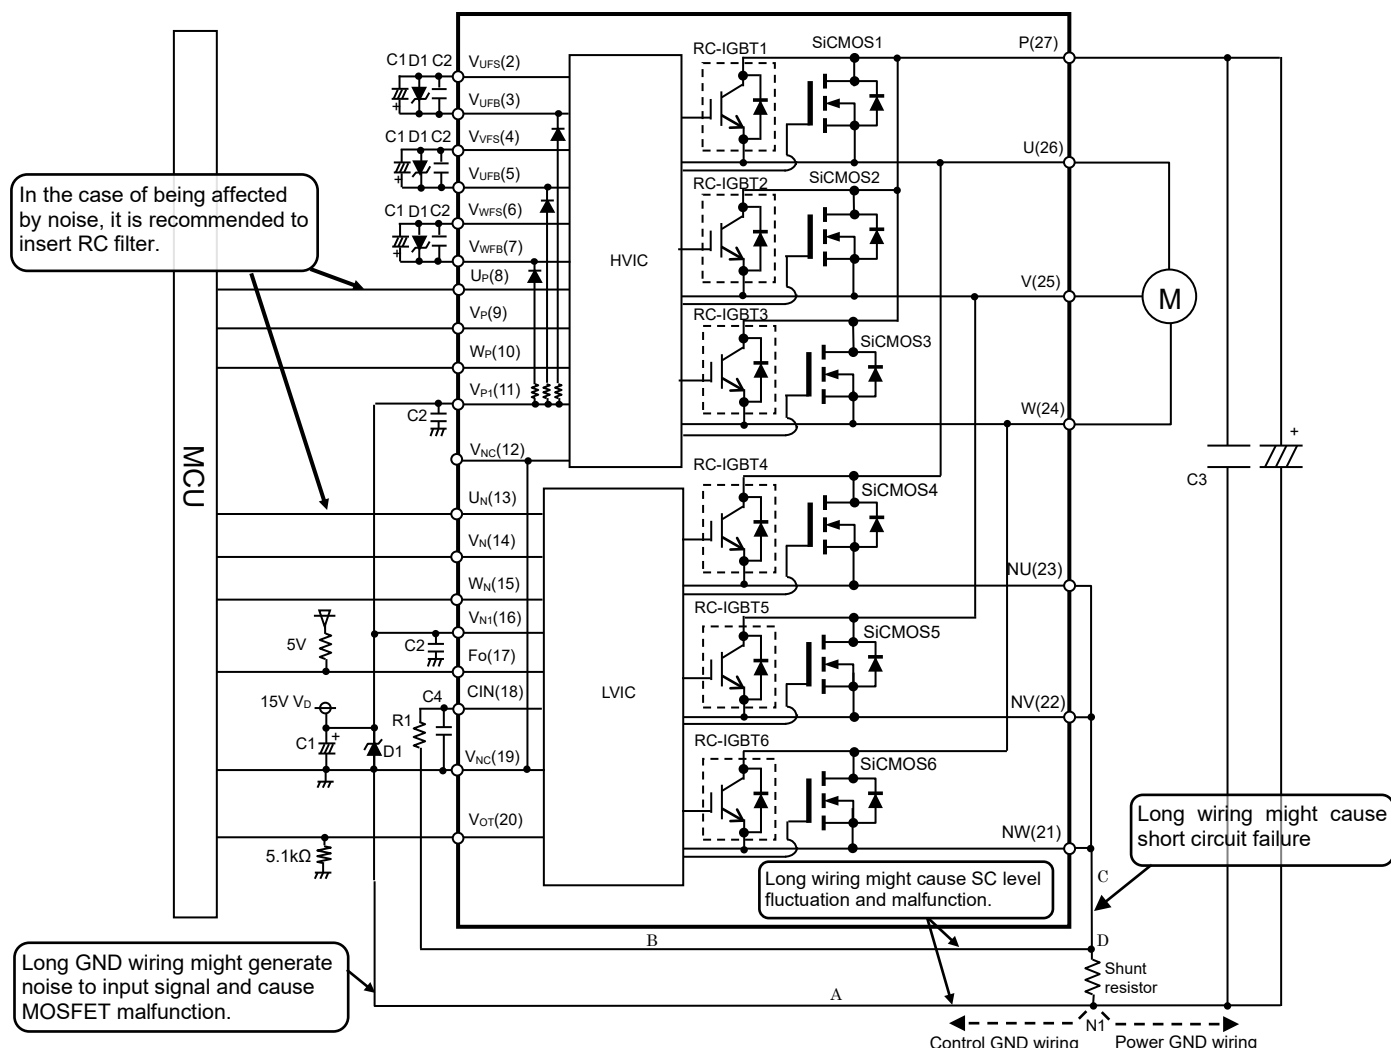 RC-IGBT1
SiCMOS1
P(27)
C1 D1 C2
VUFS(2)
VUFB(3)
C1 D1 C2
VVFS(4)
VUFB(5)
U(26)
RC-IGBT2
SiCMOS2
In the case of being affected
by noise, it is recommended to
insert RC filter.
C1 D1 C2
VWFS(6)
VWFB(7)
HVIC
UP(8)
V(25)
M
VP(9)
RC-IGBT3
SiCMOS3
WP(10)
VP1(11)
C2
W(24)
MCU
VNC(12)
RC-IGBT4
SiCMOS4
C3
+
UN(13)
VN(14)
NU(23)
WN(15)
VN1(16)
RC-IGBT5
SiCMOS5
5V
C2
Fo(17)
LVIC
CIN(18)
15V VD
C4
R1
NV(22)
C1
+
D1
VNC(19)
RC-IGBT6
SiCMOS6
VOT(20)
NW(21)
5.1kΩ
Long wiring might cause
short circuit failure
Long wiring might cause SC level
fluctuation and malfunction.
C
B
D
Long GND wiring might generate
noise to input signal and cause
MOSFET malfunction.
Shunt
resistor
A
N1
Control GND wiring
Power GND wiring
+
+
+